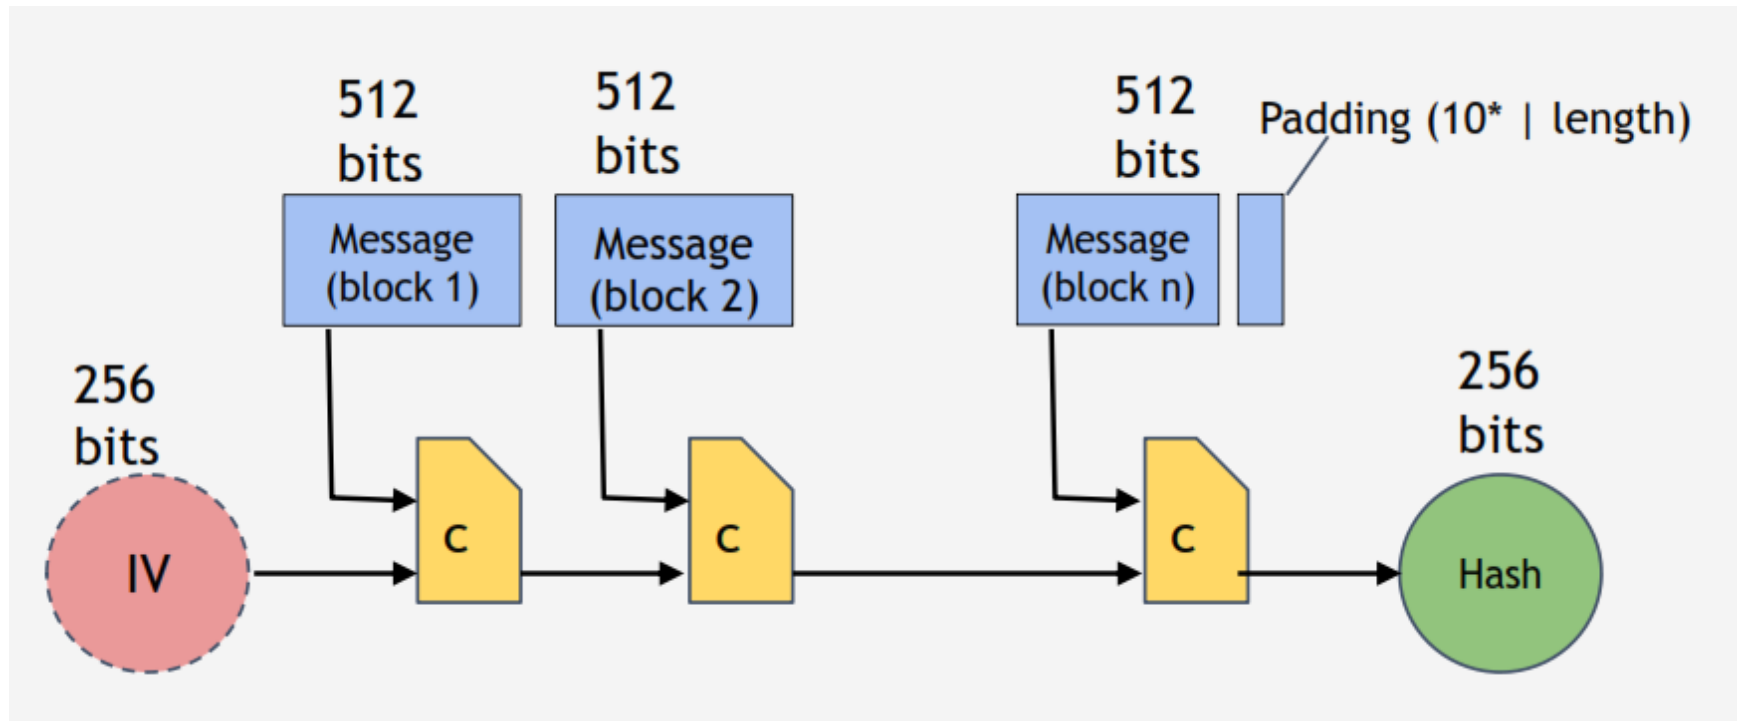 512
bits
512
bits
512
bits
Padding (10* | length)
Message
(block 1)
Message
(block 2)
Message
(block n)
256
bits
256
bits
C
C
C
IV
Hash